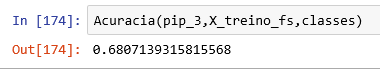 In [174]: Acuracia(pip_3,X_treino_fs,classes)
Out[174]: 0.6807139315815568